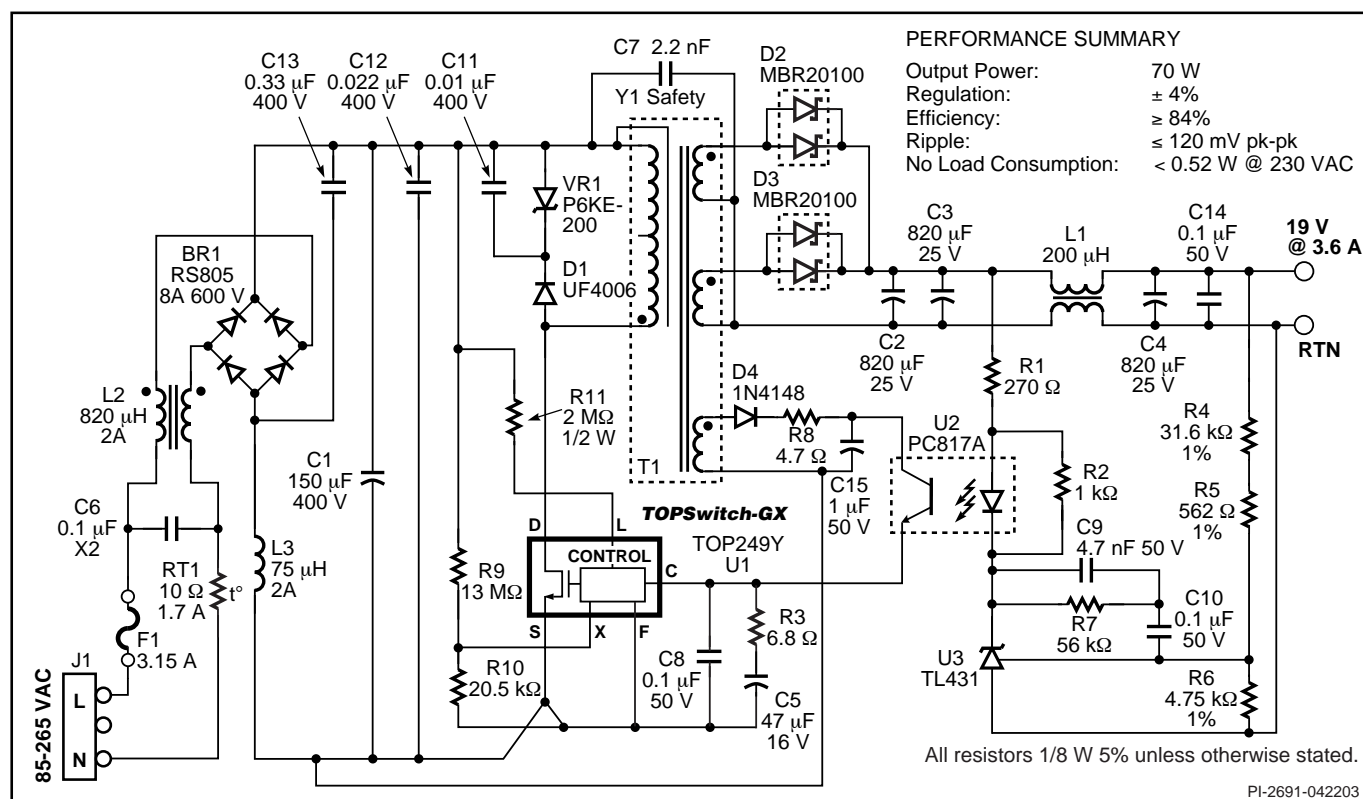 C13
0.33 µF
400 V
C12
0.022 µF
400 V
C11
0.01 µF
400 V
C7 2.2 nF
Y1 Safety
D2
MBR20100
PERFORMANCE SUMMARY
Output Power: 70 W
Regulation: ± 4%
Efficiency: ≥ 84%
Ripple: ≤ 120 mV pk-pk
No Load Consumption: < 0.52 W @ 230 VAC
VR1
P6KE-
200
D3
MBR20100
C3
820 µF
25 V
L1
200 µH
C14
0.1 µF
50 V
19 V
@ 3.6 A
BR1
RS805
8A 600 V
D1
UF4006
C2
820 µF
25 V
C4
820 µF
25 V
RTN
L2
820 µH
2A
R11
2 MΩ
1/2 W
D4
1N4148
R8
4.7 Ω
T1
C15
1 µF
50 V
R1
270 Ω
U2
PC817A
R2
1 kΩ
R4
31.6 kΩ
1%
R5
562 Ω
1%
C1
150 µF
400 V
C6
0.1 µF
X2
RT1
10 Ω
1.7 A
t°
L3
75 µH
2A
F1
3.15 A
J1
85-265 VAC
L
N
R9
13 MΩ
R10
20.5 kΩ
TOPSwitch-GX
TOP249Y
U1
D
L
CONTROL
C
S
X
F
C8
0.1 µF
50 V
R3
6.8 Ω
C5
47 µF
16 V
C9
4.7 nF 50 V
R7
56 kΩ
C10
0.1 µF
50 V
U3
TL431
R6
4.75 kΩ
1%
All resistors 1/8 W 5% unless otherwise stated.
PI-2691-042203